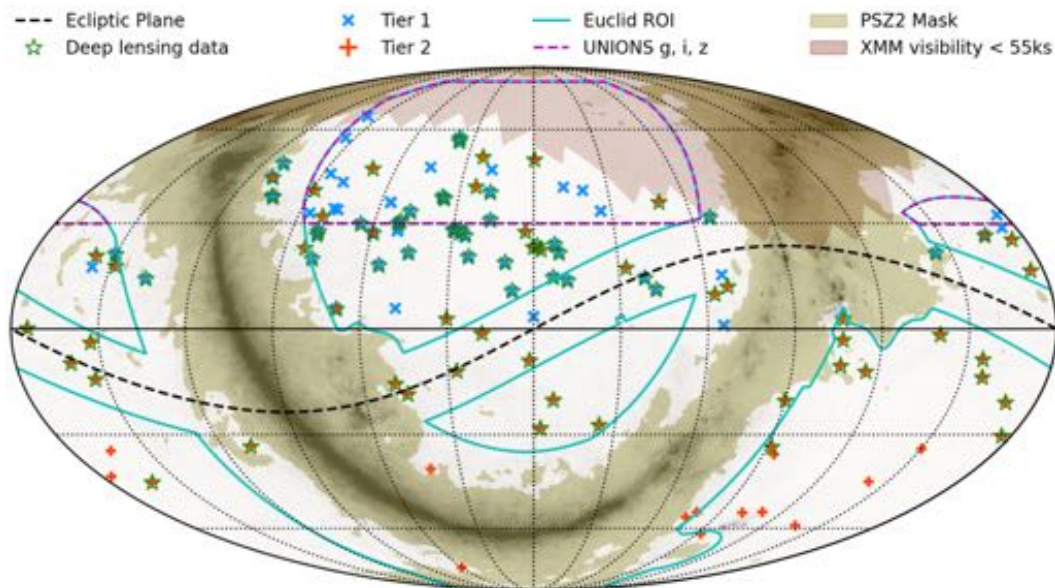 Ecliptic Plane
Deep lensing data
Tier 1
Tier 2
Euclid ROI
UNIONS g, i, z
PSZ2 Mask
XMM visibility < 55ks